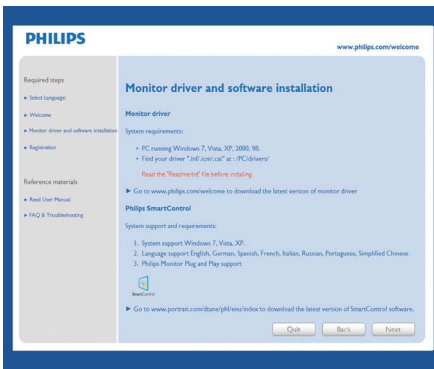 PHILIPS
www.philips.com/welcome
Required steps
Select Language:
Welcome
Monitor driver and software installation
Registration
Reference materials
Read User Manual
FAQ & Troubleshooting
Monitor driver and software installation
Monitor driver
System requirements:
• PC running Windows 7, Vista, XP, 2000, 98.
• Find your driver ".inf/.icm/.cat" at : /PC/drivers/
Read the 'Readme.txt' file before installing.
Go to www.philips.com/welcome to download the latest version of monitor driver
Philips SmartControl
System support and requirements:
1. System support Windows 7, Vista, XP.
2. Language support English, German, Spanish, French, Italian, Russian, Portuguese, Simplified Chinese
3. Philips Monitor Plug and Play support
SmartControl
Go to www.portrait.com/dtune/phl/enu/index to download the latest version of SmartControl software.
Quit
Back
Next